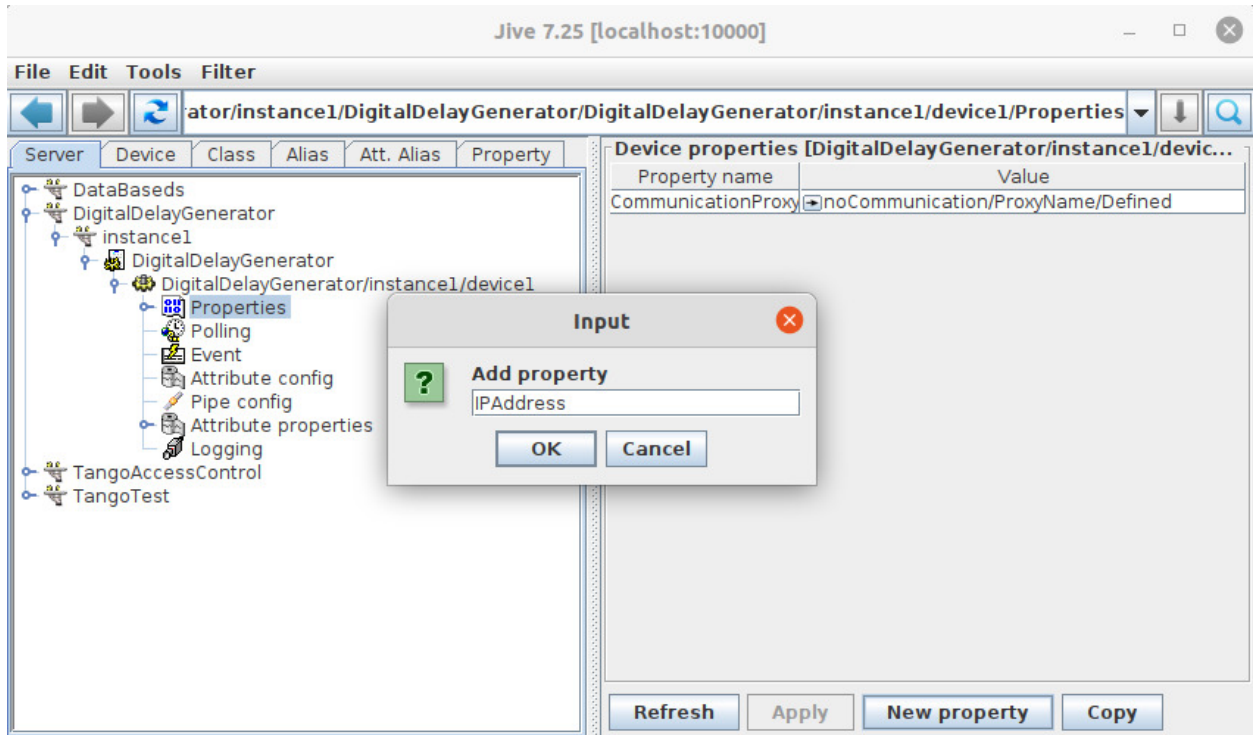 Jive 7.25 [localhost:10000]
File Edit Tools Filter
ator/instance1/DigitalDelayGenerator/DigitalDelayGenerator/instance1/device1/Properties
Server Device Class Alias Att. Alias Property
DataBaseds
DigitalDelayGenerator
instance1
DigitalDelayGenerator
DigitalDelayGenerator/instance1/device1
Properties
Polling
Event
Attribute config
Pipe config
Attribute properties
Logging
TangoAccessControl
TangoTest
Device properties [DigitalDelayGenerator/instance1/devic...
Property name Value
CommunicationProxy noCommunication/ProxyName/Defined
Input
Add property
IPAddress
OK Cancel
Refresh Apply New property Copy